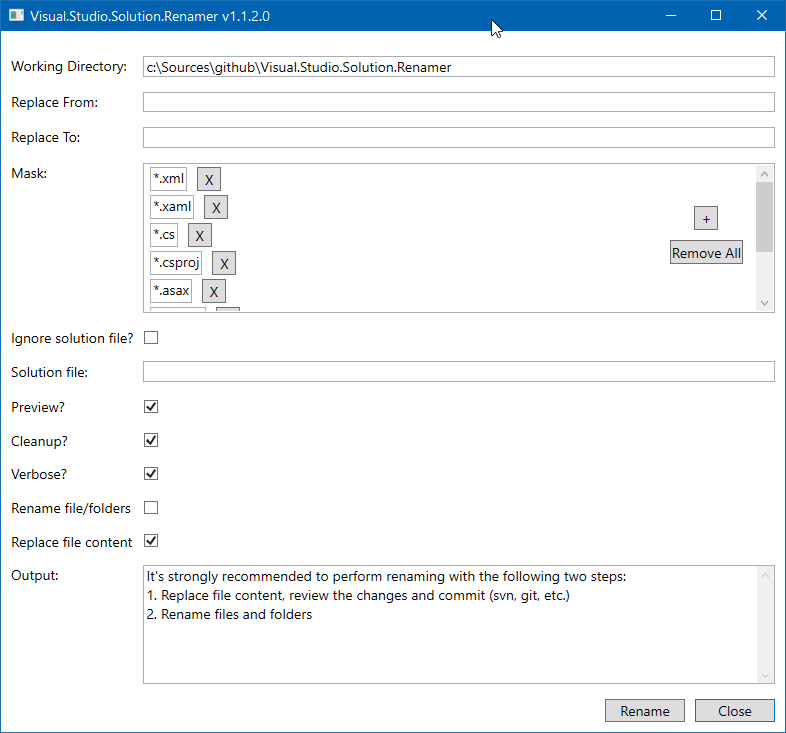 Visual.Studio.Solution.Renamer v1.1.2.0
Working Directory: c:\Sources\github\Visual.Studio.Solution.Renamer
Replace From:
Replace To:
Mask:
*.xml X
*.xaml X
*.cs X
*.csproj X
*.asax X
+
Remove All
Ignore solution file?
Solution file:
Preview?
Cleanup?
Verbose?
Rename file/folders
Replace file content
Output:
It's strongly recommended to perform renaming with the following two steps:
1. Replace file content, review the changes and commit (svn, git, etc.)
2. Rename files and folders
Rename Close